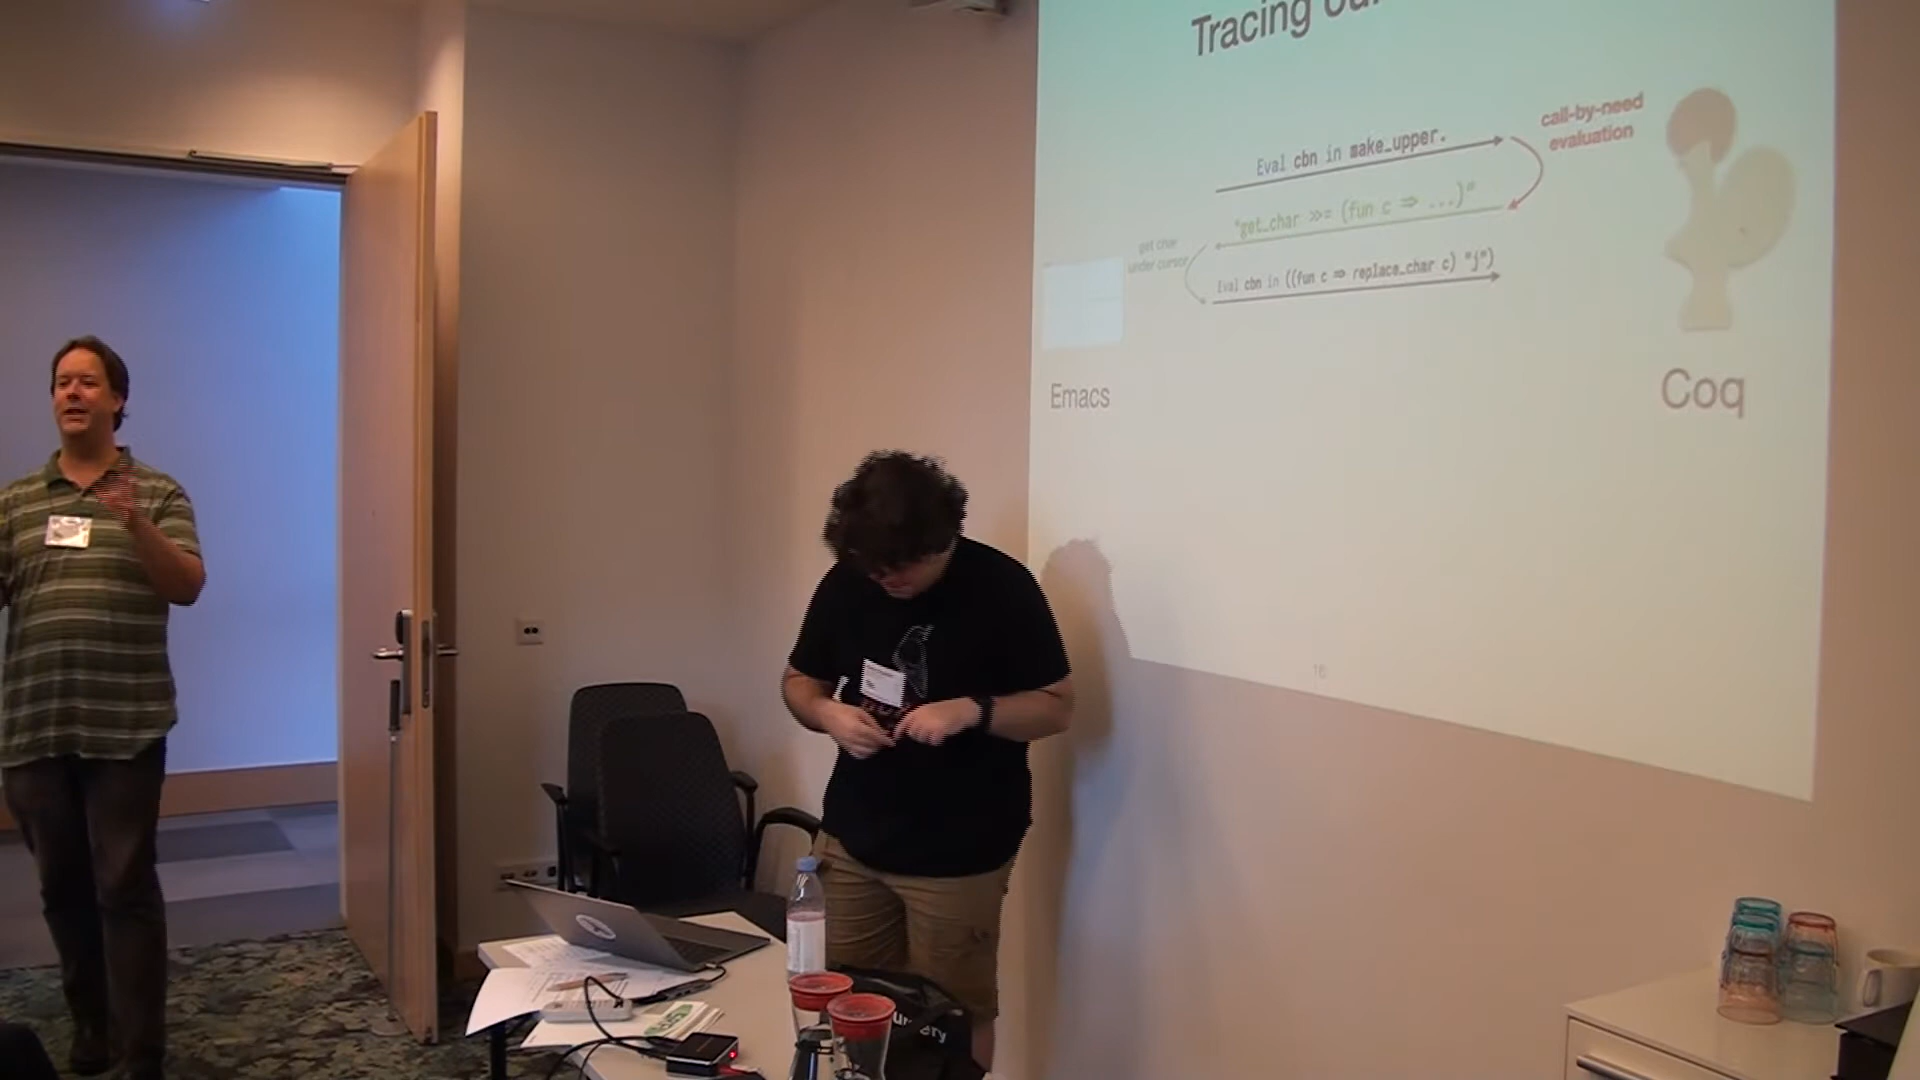 Tracing our
call-by-need
evaluation
Eval cbn in make_upper.
"get_char >>= (fun c => ...)"
get char
under cursor
Eval cbn in ((fun c => replace_char c) "j")
Emacs
Coq
16